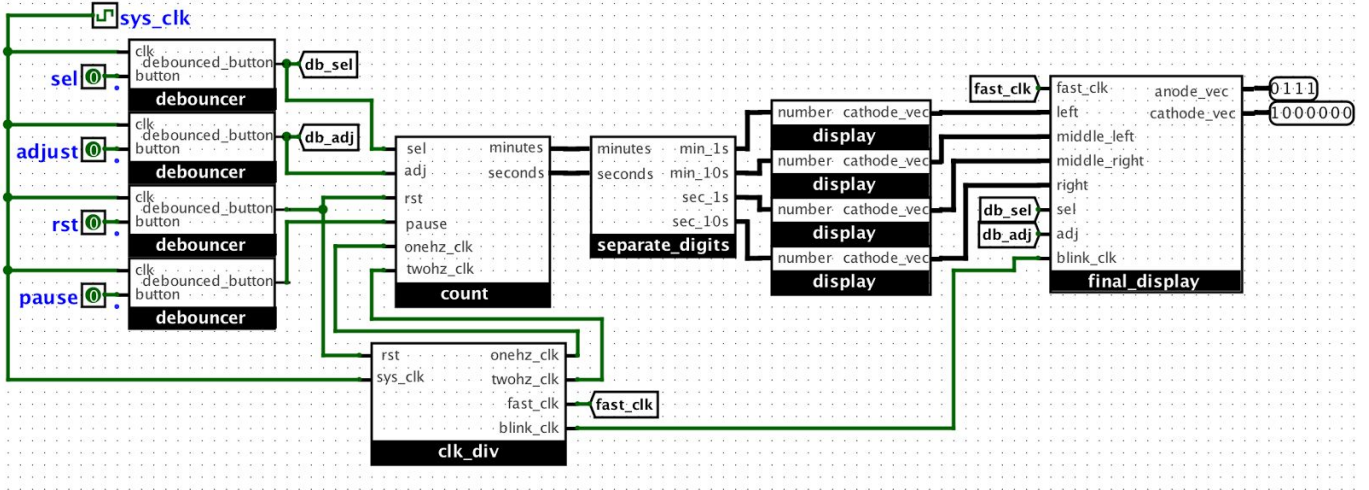 sys_clk
clk
debounced_button
sel 0 button
debouncer
db_sel
clk
debounced_button
adjust 0 button
debouncer
db_adj
clk
debounced_button
rst 0 button
debouncer
clk
debounced_button
pause 0 button
debouncer
sel minutes
adj seconds
rst
pause
onehz_clk
twohz_clk
count
minutes min_1s
seconds min_10s
sec_1s
sec_10s
separate_digits
number cathode_vec
display
number cathode_vec
display
number cathode_vec
display
number cathode_vec
display
fast_clk
fast_clk anode_vec 0111
left cathode_vec 1000000
middle_left
middle_right
right
db_sel sel
db_adj adj
blink_clk
final_display
rst onehz_clk
sys_clk twohz_clk
fast_clk fast_clk
blink_clk
clk_div